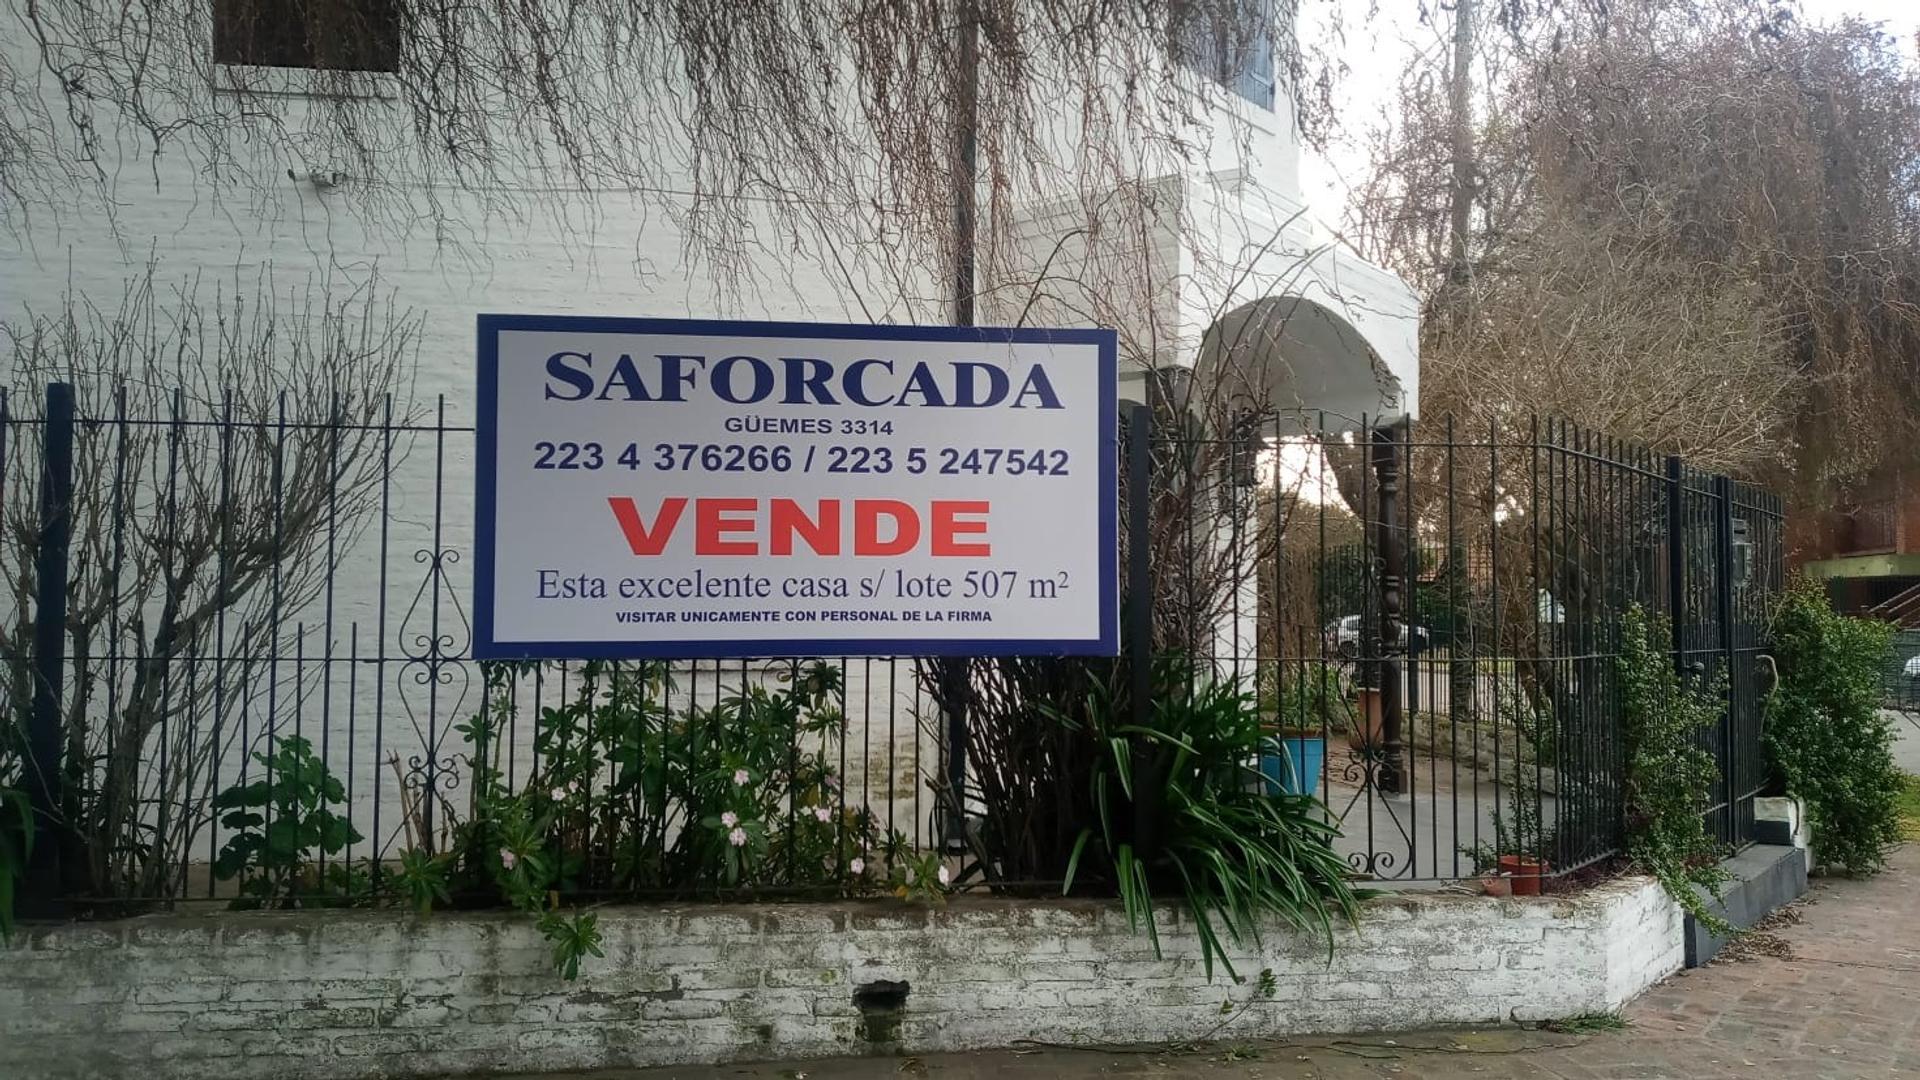 SAFORCADA
GÜEMES 3314
223 4 376266 / 223 5 247542
VENDE
Esta excelente casa s/ lote 507 m²
VISITAR UNICAMENTE CON PERSONAL DE LA FIRMA